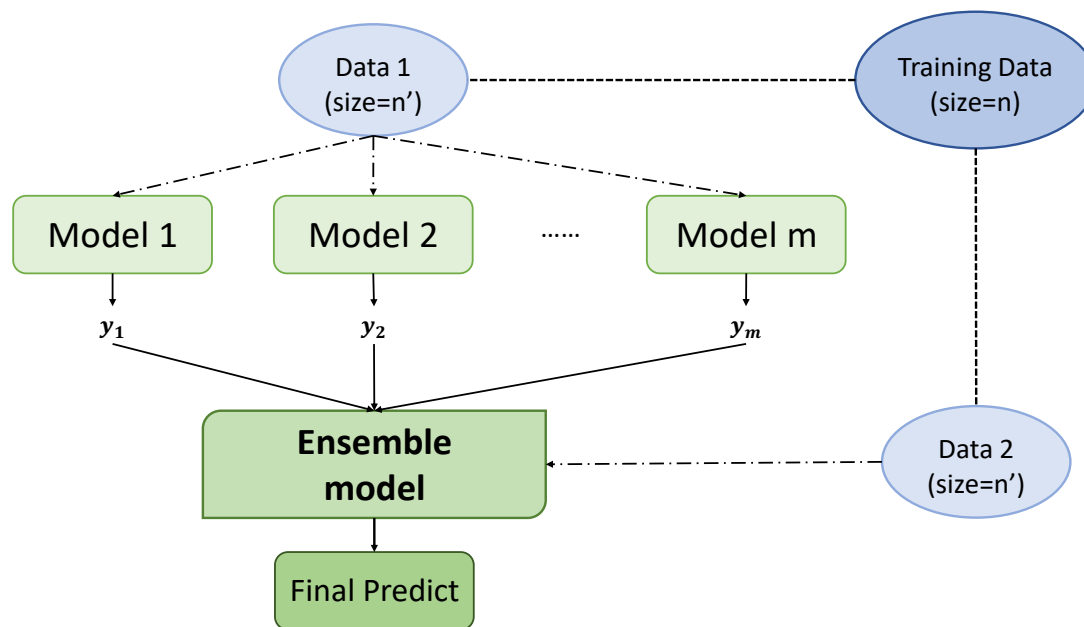 Data 1
(size=n’)
Training Data
(size=n)
Model 1
Model 2
......
Model m
y₁
y₂
yₘ
Ensemble
model
Data 2
(size=n’)
Final Predict